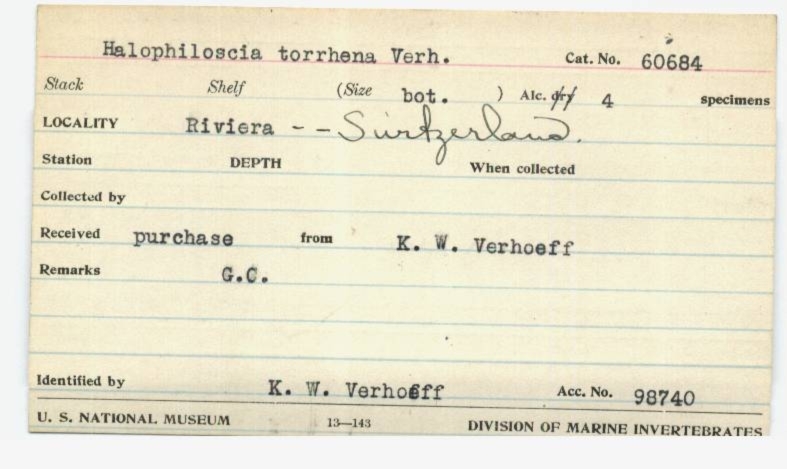 Halophiloscia torrhena Verh. Cat. No. 60684
Stack Shelf (Size bot. ) Alc. dry 4 specimens
LOCALITY Riviera - - Switzerland.
Station DEPTH When collected
Collected by
Received purchase from K. W. Verhoeff
Remarks G.C.
Identified by K. W. Verhoeff Acc. No. 98740
U. S. NATIONAL MUSEUM 13—143 DIVISION OF MARINE INVERTEBRATES